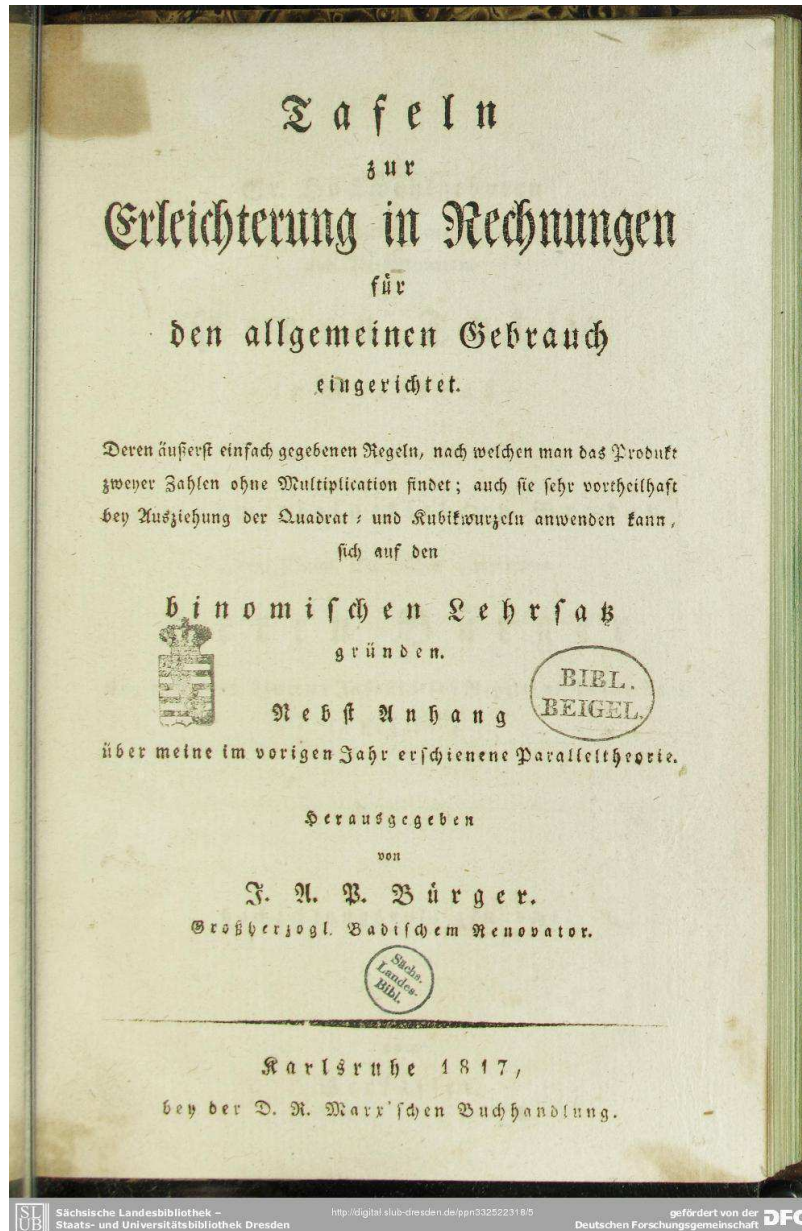 Tafeln
zur
Erleichterung in Rechnungen
für
den allgemeinen Gebrauch
eingerichtet.
Deren äußerst einfach gegebenen Regeln, nach welchen man das Produkt
zweyer Zahlen ohne Multiplication findet; auch sie sehr vortheilhaft
bey Ausziehung der Quadrat- und Kubikwurzeln anwenden kann,
sich auf den
binomischen Lehrsatz
gründen.
BIBL.
BEIGEL.
Nebst Anhang
über meine im vorigen Jahr erschienene Paralleltheorie.
Herausgegeben
von
J. A. P. Bürger.
Großherzogl. Badischem Renovator.
Sächs.
Landes-
Bibl.
Karlsruhe 1817,
bey der D. R. Marx'schen Buchhandlung.
SLUB
Sächsische Landesbibliothek –
Staats- und Universitätsbibliothek Dresden
http://digital.slub-dresden.de/ppn332522318/5
gefördert von der
Deutschen Forschungsgemeinschaft
DFG